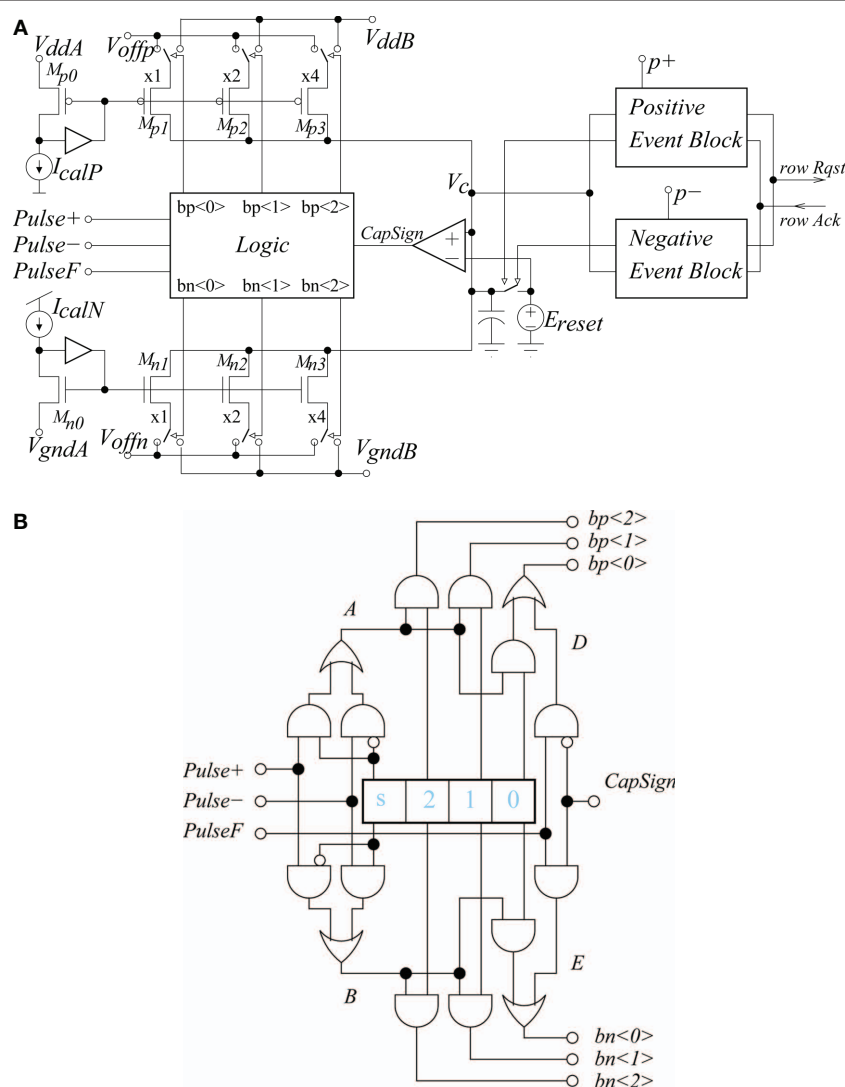 A
VddA
Voffp
VddB
Mp0
x1
x2
x4
Mp1
Mp2
Mp3
IcalP
p+
Positive
Event Block
row Rqst
row Ack
Vc
p−
Negative
Event Block
bp<0> bp<1> bp<2>
Pulse+
Pulse−
PulseF
Logic
CapSign
+
−
bn<0> bn<1> bn<2>
IcalN
+
−
Ereset
Mn1
Mn2
Mn3
Mn0
x1
x2
x4
VgndA
Voffn
VgndB
B
bp<2>
bp<1>
bp<0>
A
D
Pulse+
Pulse−
PulseF
s 2 1 0
CapSign
B
E
bn<0>
bn<1>
bn<2>